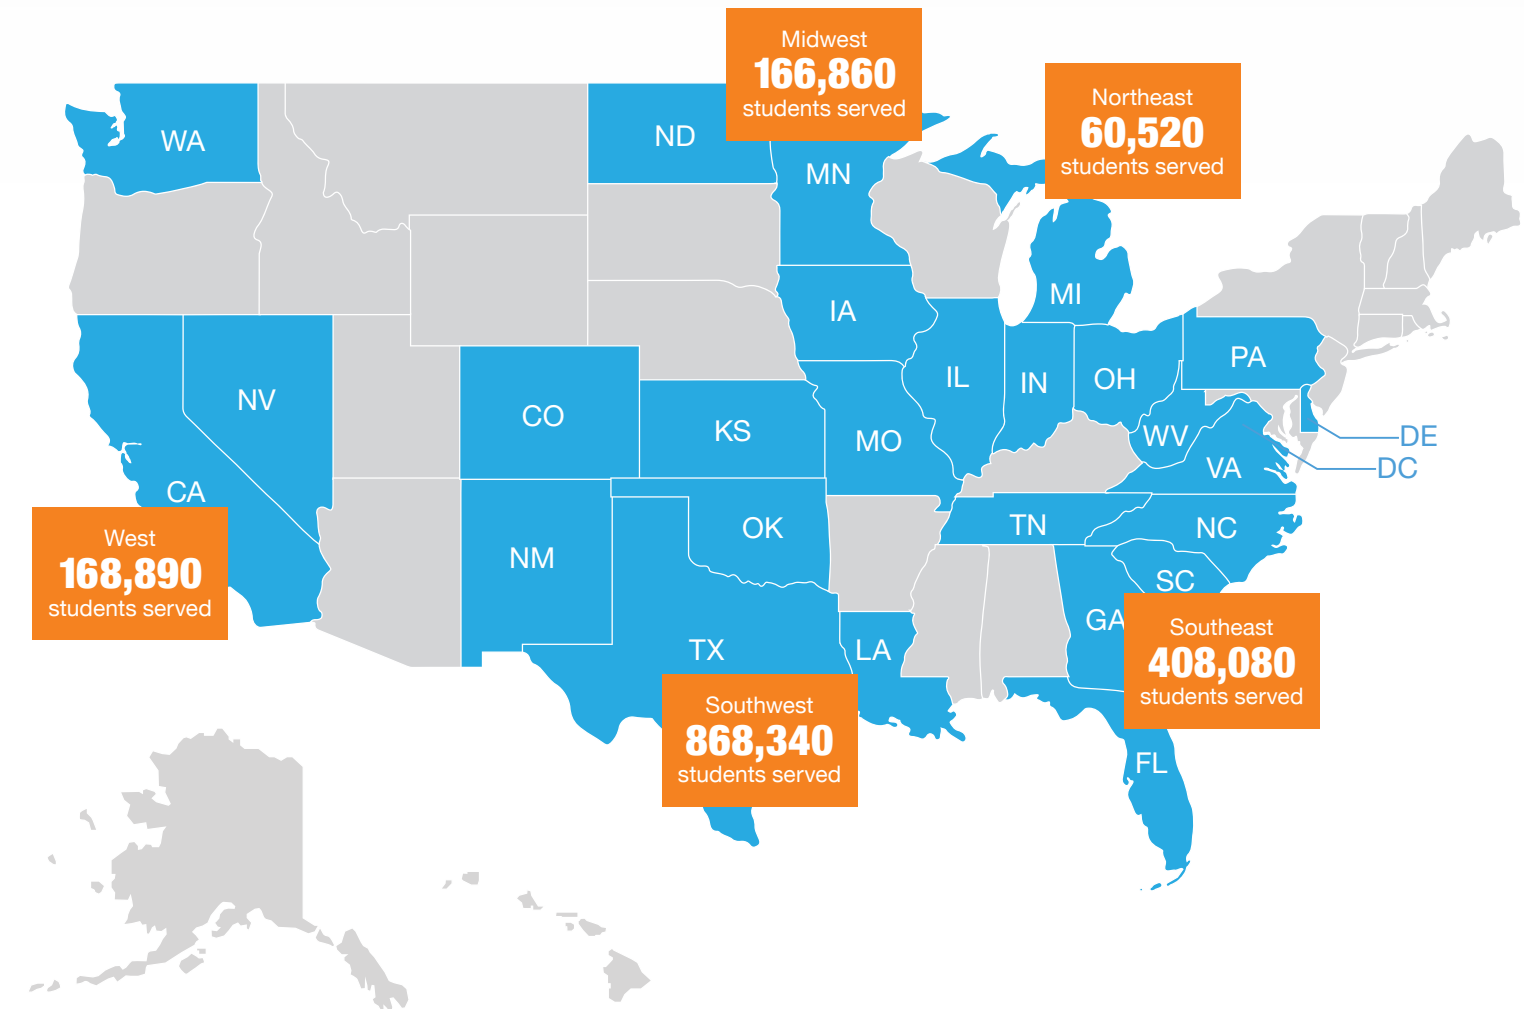 Midwest
166,860
students served
Northeast
60,520
students served
WA
ND
MN
MI
IA
PA
NV
CO
KS
MO
IL
IN
OH
WV
VA
DE
DC
CA
West
168,890
students served
NM
OK
TN
NC
SC
GA
TX
LA
Southeast
408,080
students served
Southwest
868,340
students served
FL